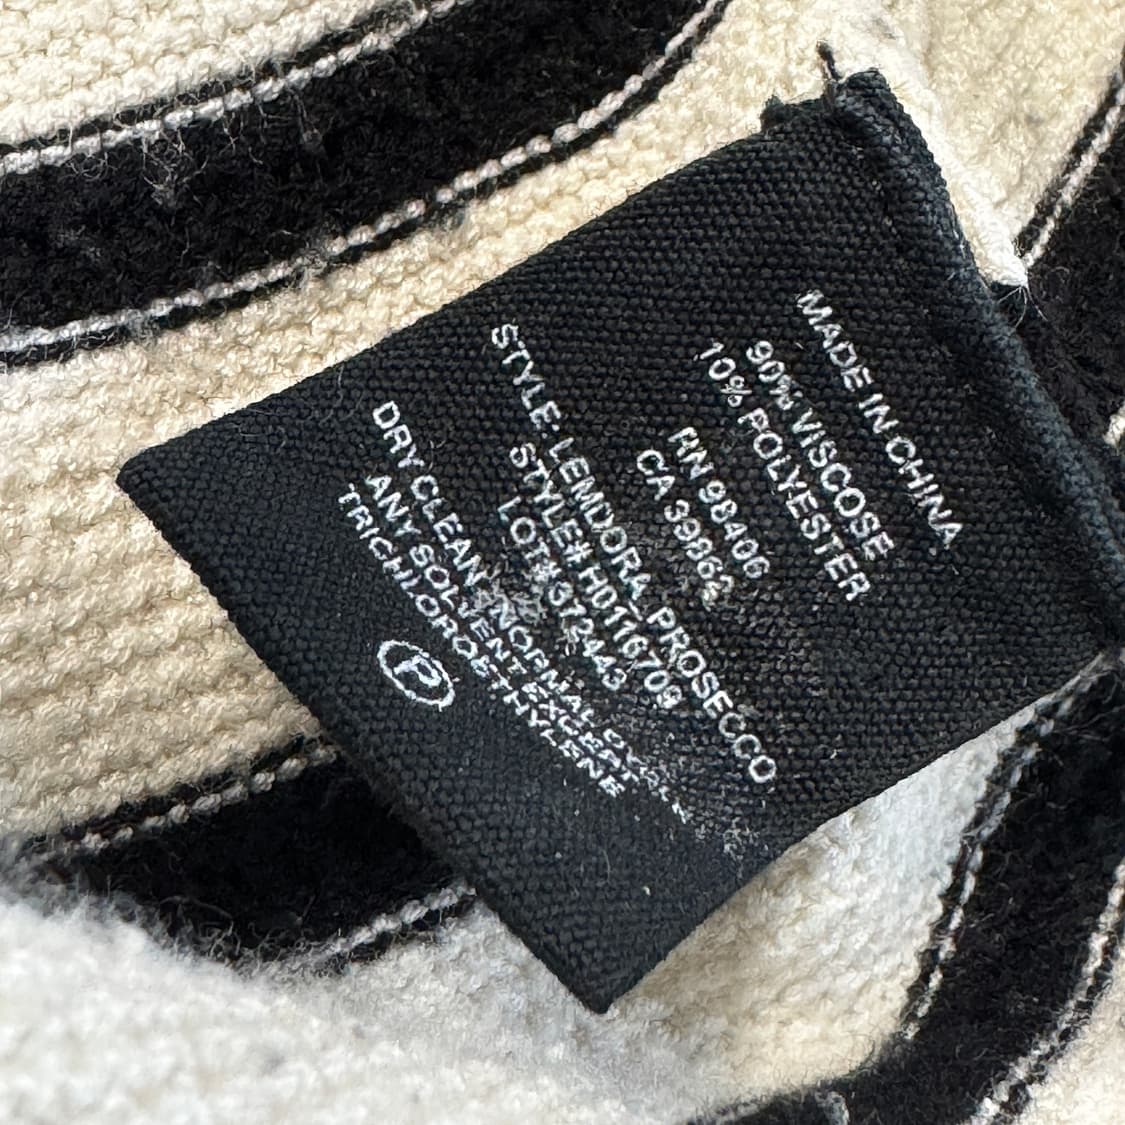 MADE IN CHINA
90% VISCOSE
10% POLYESTER
RN 98406
CA 39862
STYLE: LEMDORA_PROSECCO
STYLE# H0116709
LOT# 372443
DRY CLEAN, NORMAL CYCLE
ANY SOLVENT EXCEPT
TRICHLOROETHYLENE
P